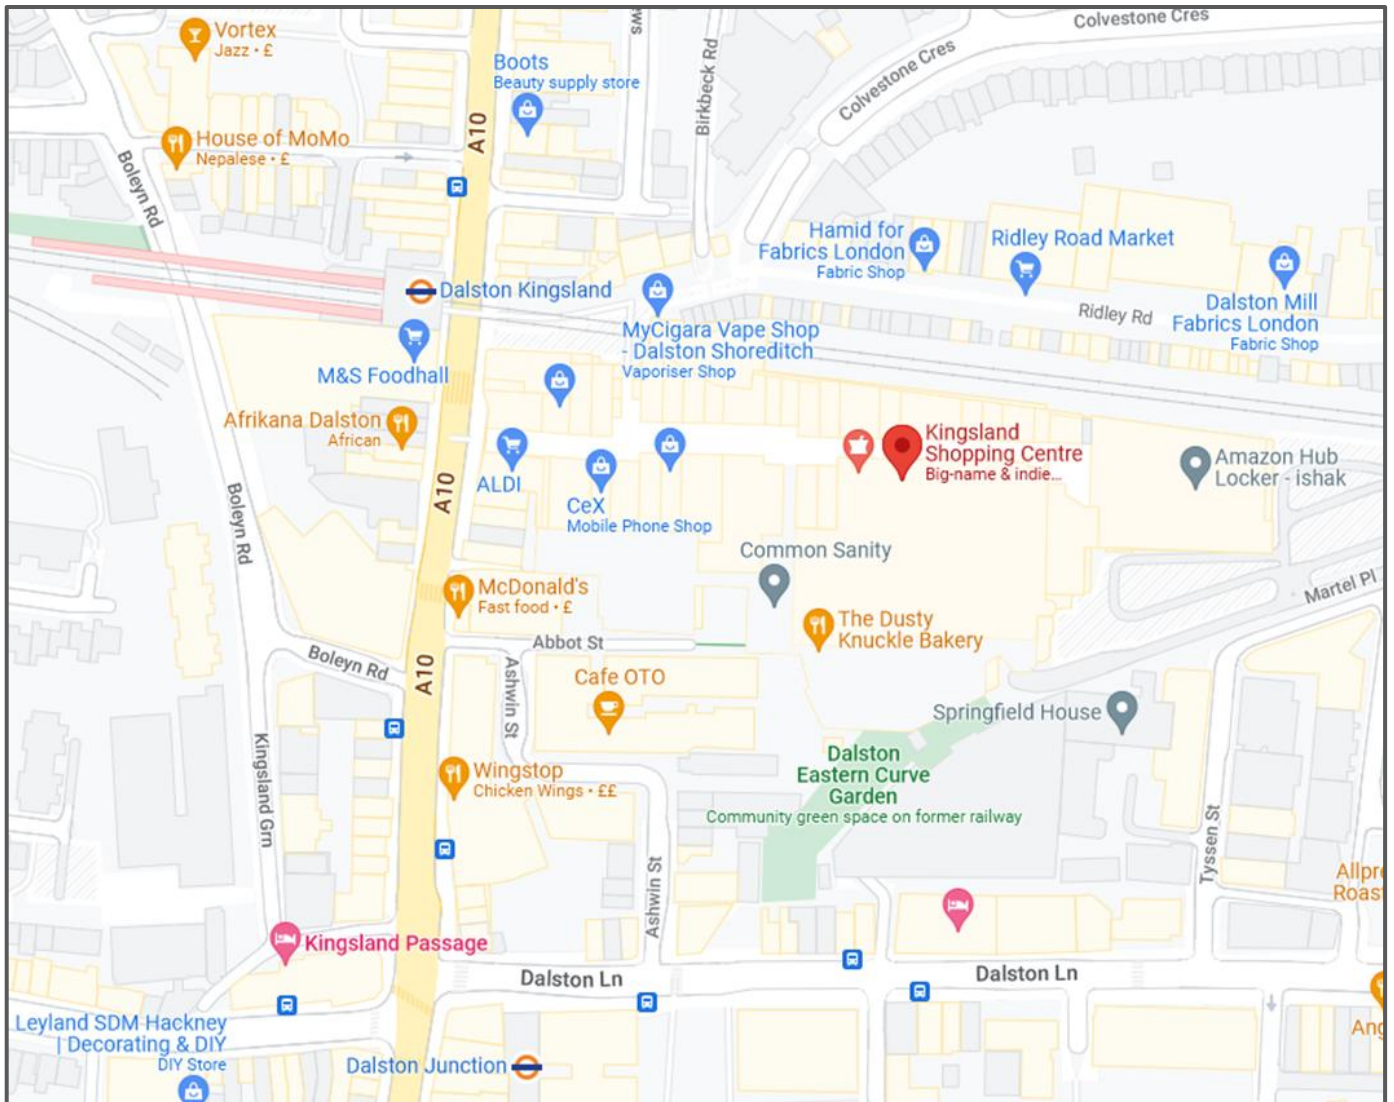 Vortex
Jazz • £
Colvestone Cres
Boots
Beauty supply store
ws
Birkbeck Rd
Colvestone Cres
A10
House of MoMo
Nepalese • £
Boleyn Rd
Hamid for
Fabrics London
Fabric Shop
Ridley Road Market
Dalston Kingsland
Ridley Rd
Dalston Mill
Fabrics London
Fabric Shop
MyCigara Vape Shop
- Dalston Shoreditch
Vaporiser Shop
M&S Foodhall
Afrikana Dalston
African
Kingsland
Shopping Centre
Big-name & indie...
Amazon Hub
Locker - ishak
ALDI
A10
CeX
Mobile Phone Shop
Boleyn Rd
Common Sanity
McDonald's
Fast food • £
Martel Pl
The Dusty
Knuckle Bakery
Abbot St
Boleyn Rd
A10
Ashwin St
Cafe OTO
Springfield House
Kingsland Grn
Wingstop
Chicken Wings • ££
Dalston
Eastern Curve
Garden
Community green space on former railway
Tyssen St
Ashwin St
Allpre
Roast
Kingsland Passage
Dalston Ln
Dalston Ln
Leyland SDM Hackney
| Decorating & DIY
DIY Store
Dalston Junction
Ang